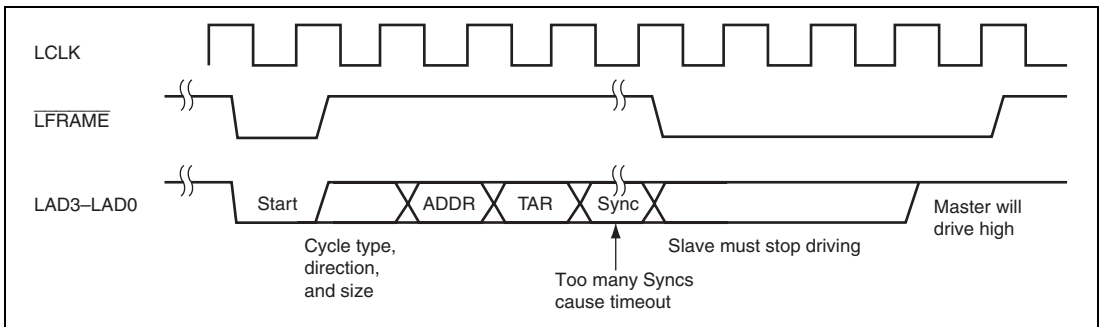 LCLK
LFRAME
LAD3–LAD0
Start
ADDR
TAR
Sync
Cycle type,
direction,
and size
Too many Syncs
cause timeout
Slave must stop driving
Master will
drive high